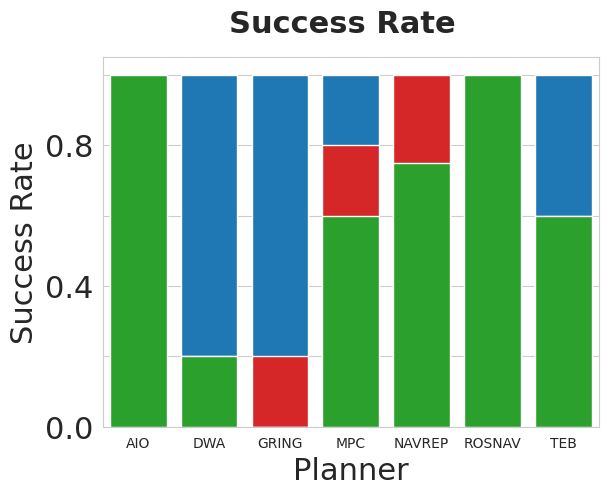 Success Rate
Success Rate
0.8
0.4
0.0
AIO DWA GRING MPC NAVREP ROSNAV TEB
Planner